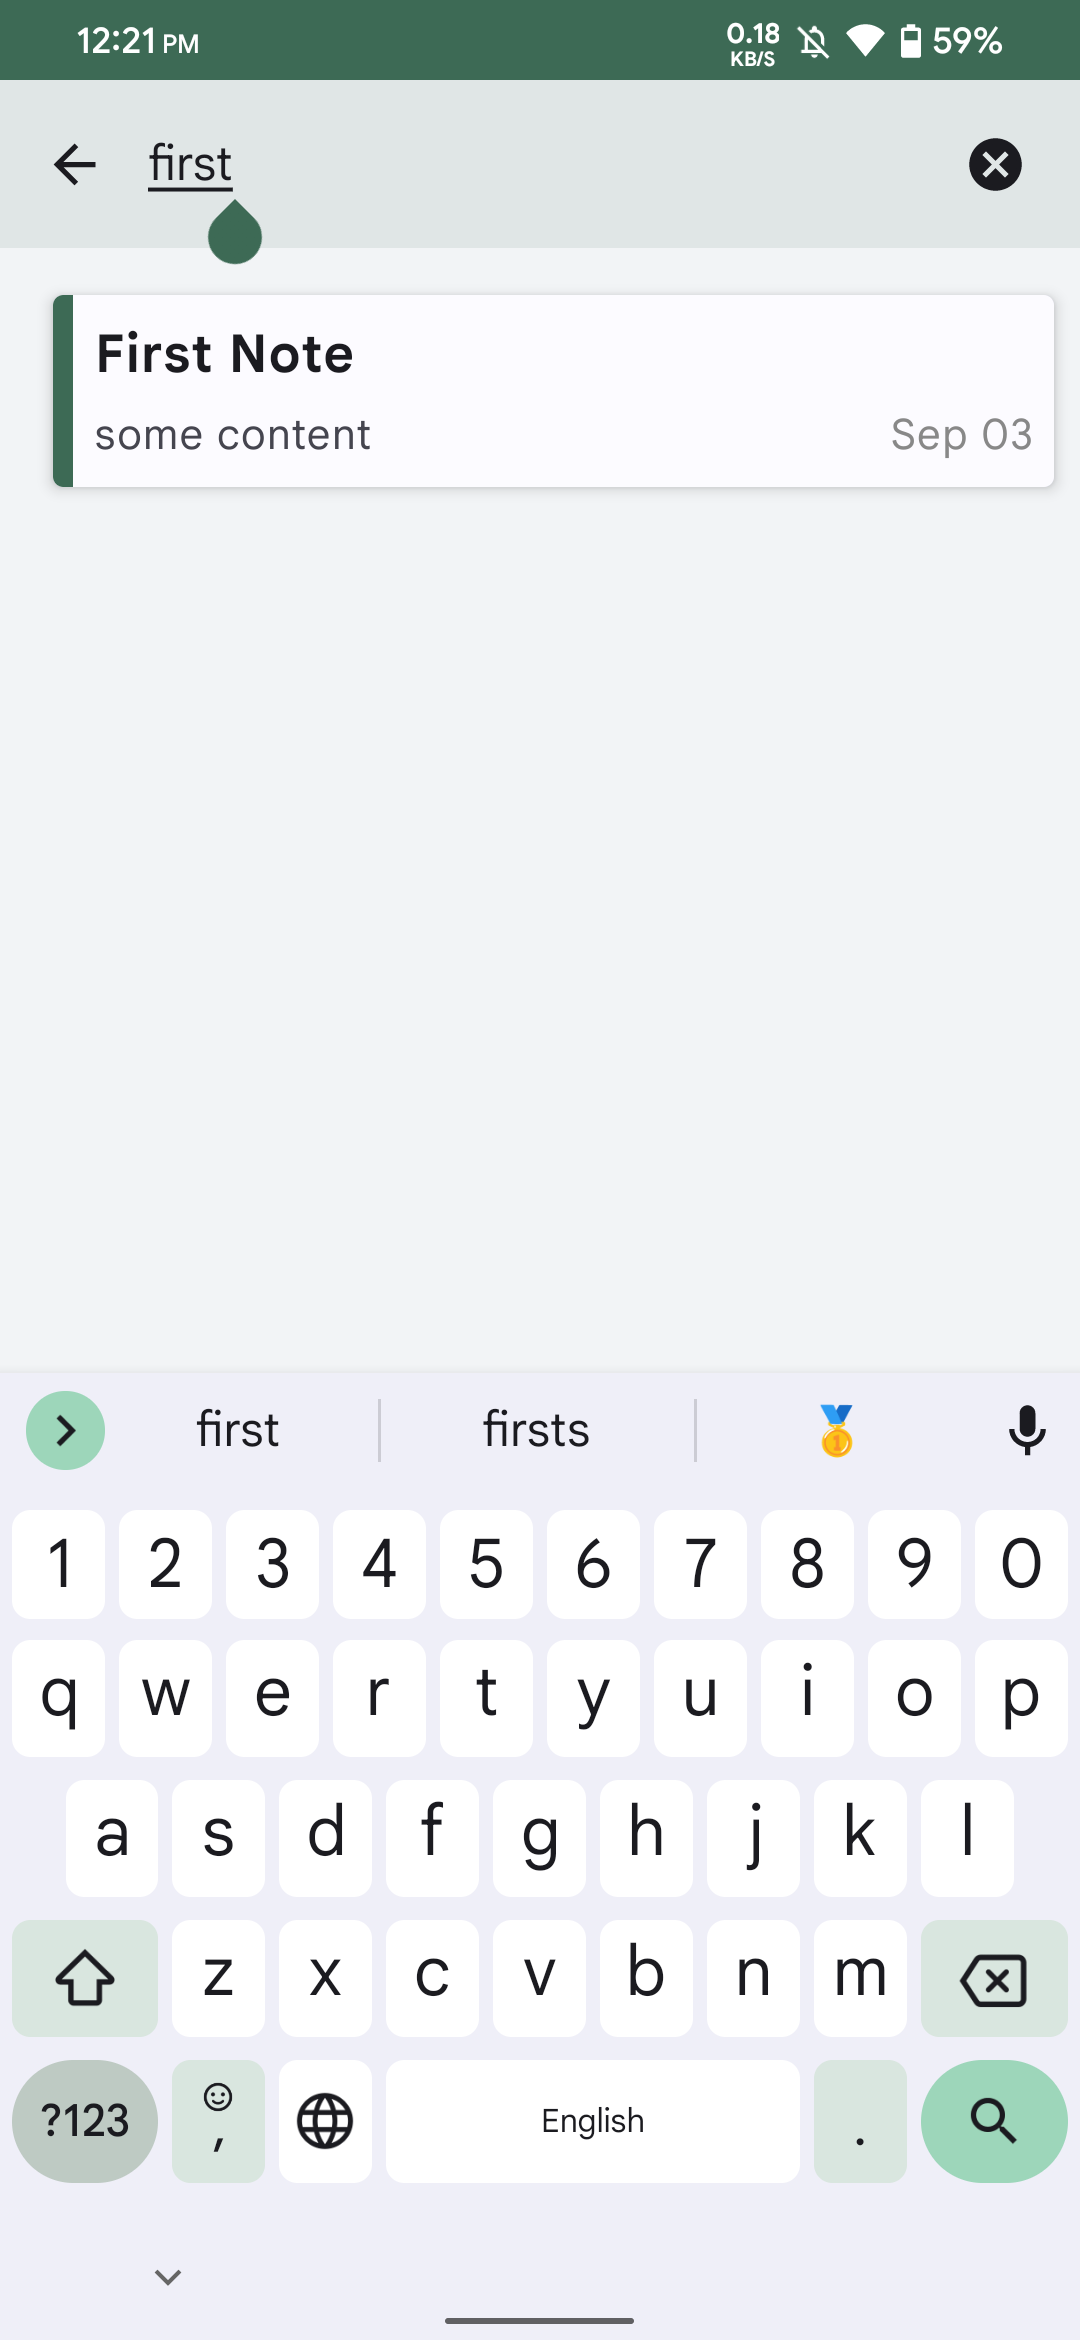 12:21 PM 0.18 KB/S 59%
first
First Note
some content Sep 03
first firsts
1 2 3 4 5 6 7 8 9 0
q w e r t y u i o p
a s d f g h j k l
z x c v b n m
?123 , English .